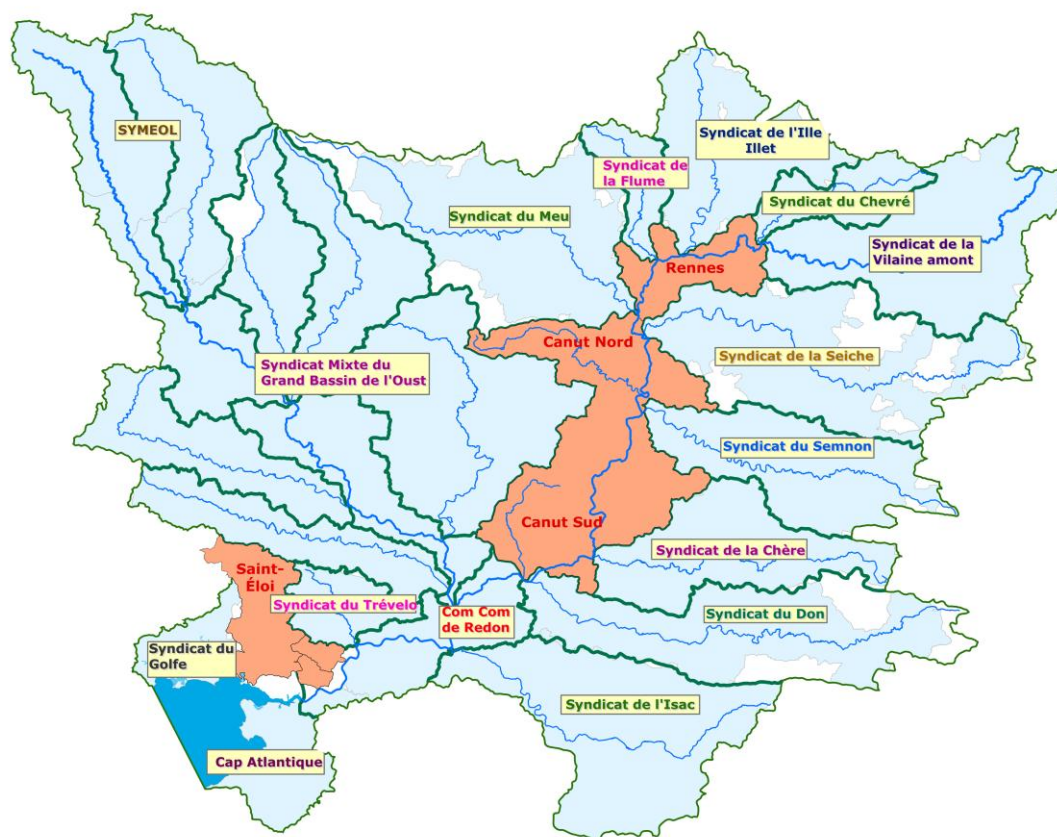 SYMEOL
Syndicat de l'Ille
Illet
Syndicat de
la Flume
Syndicat du Chevré
Syndicat du Meu
Syndicat de la
Vilaine amont
Rennes
Canut Nord
Syndicat de la Seiche
Syndicat Mixte du
Grand Bassin de l'Oust
Syndicat du Semnon
Canut Sud
Syndicat de la Chère
Saint-
Éloi
Syndicat du Trévelo
Com Com
de Redon
Syndicat du Don
Syndicat du
Golfe
Syndicat de l'Isac
Cap Atlantique